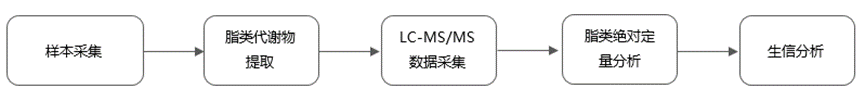 样本采集
脂类代谢物
提取
LC-MS/MS
数据采集
脂类绝对定
量分析
生信分析